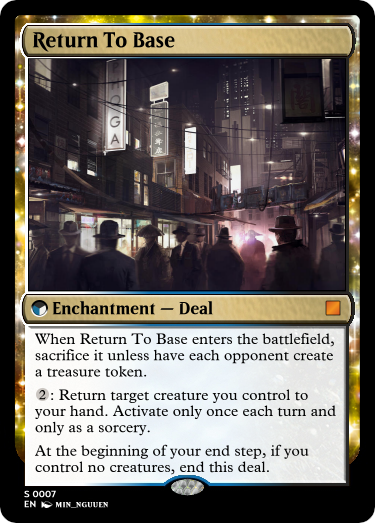 Return To Base
Enchantment — Deal
When Return To Base enters the battlefield,
sacrifice it unless have each opponent create
a treasure token.
2: Return target creature you control to
your hand. Activate only once each turn and
only as a sorcery.
At the beginning of your end step, if you
control no creatures, end this deal.
S 0007
EN MIN_NGUUEN